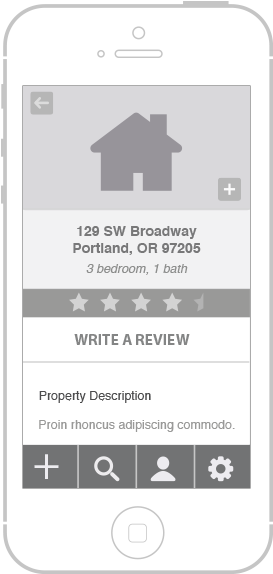 129 SW Broadway
Portland, OR 97205
3 bedroom, 1 bath
WRITE A REVIEW
Property Description
Proin rhoncus adipiscing commodo.